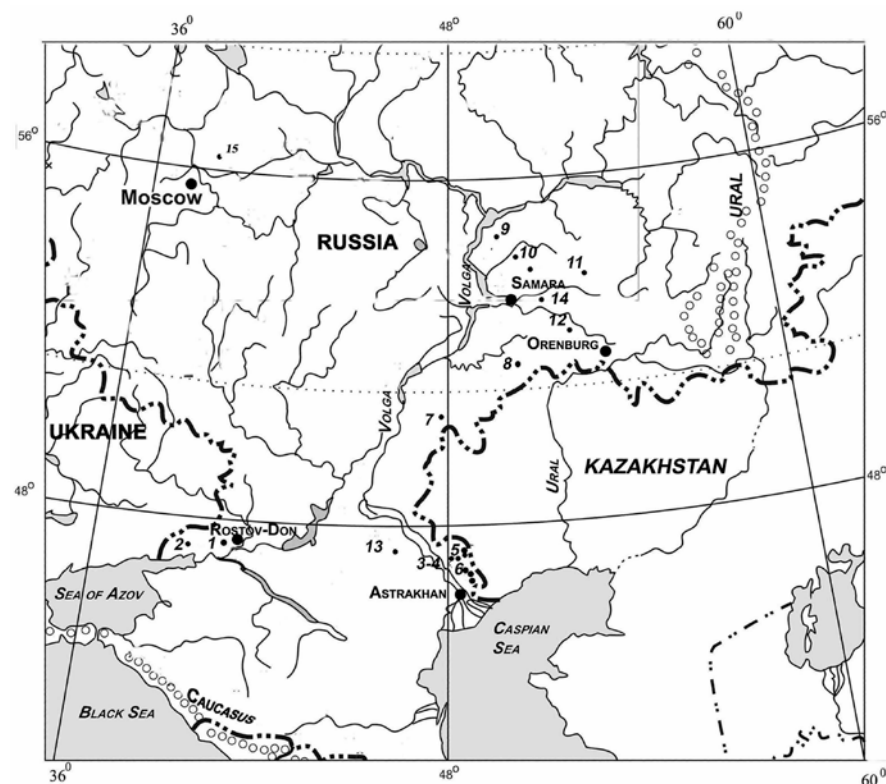 36⁰
48⁰
60⁰
56⁰
56⁰
15
MOSCOW
RUSSIA
URAL
9
10
11
VOLGA
SAMARA
14
12
ORENBURG
8
VOLGA
7
UKRAINE
URAL
KAZAKHSTAN
48⁰
48⁰
ROSTOV-DON
2
1
13
5
3-4
6
SEA OF AZOV
ASTRAKHAN
CASPIAN
SEA
CAUCASUS
BLACK SEA
36⁰
48⁰
60⁰